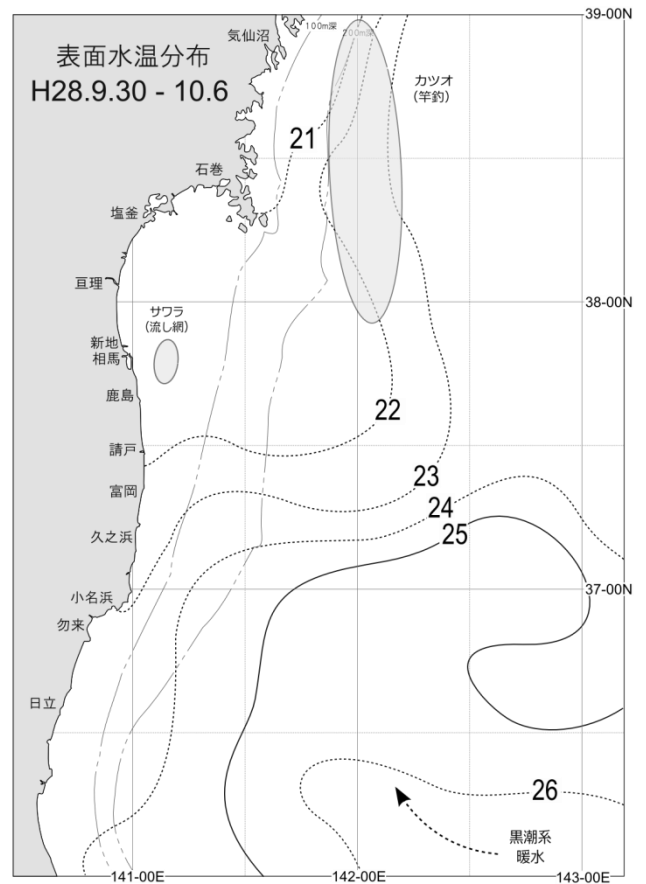 39-00N
気仙沼
100m深
200m深
表面水温分布
H28.9.30 - 10.6
カツオ
(竿釣)
21
石巻
塩釜
亘理
38-00N
サワラ
(流し網)
新地
相馬
鹿島
22
請戸
23
富岡
24
25
久之浜
37-00N
小名浜
勿来
日立
26
黒潮系
暖水
141-00E
142-00E
143-00E